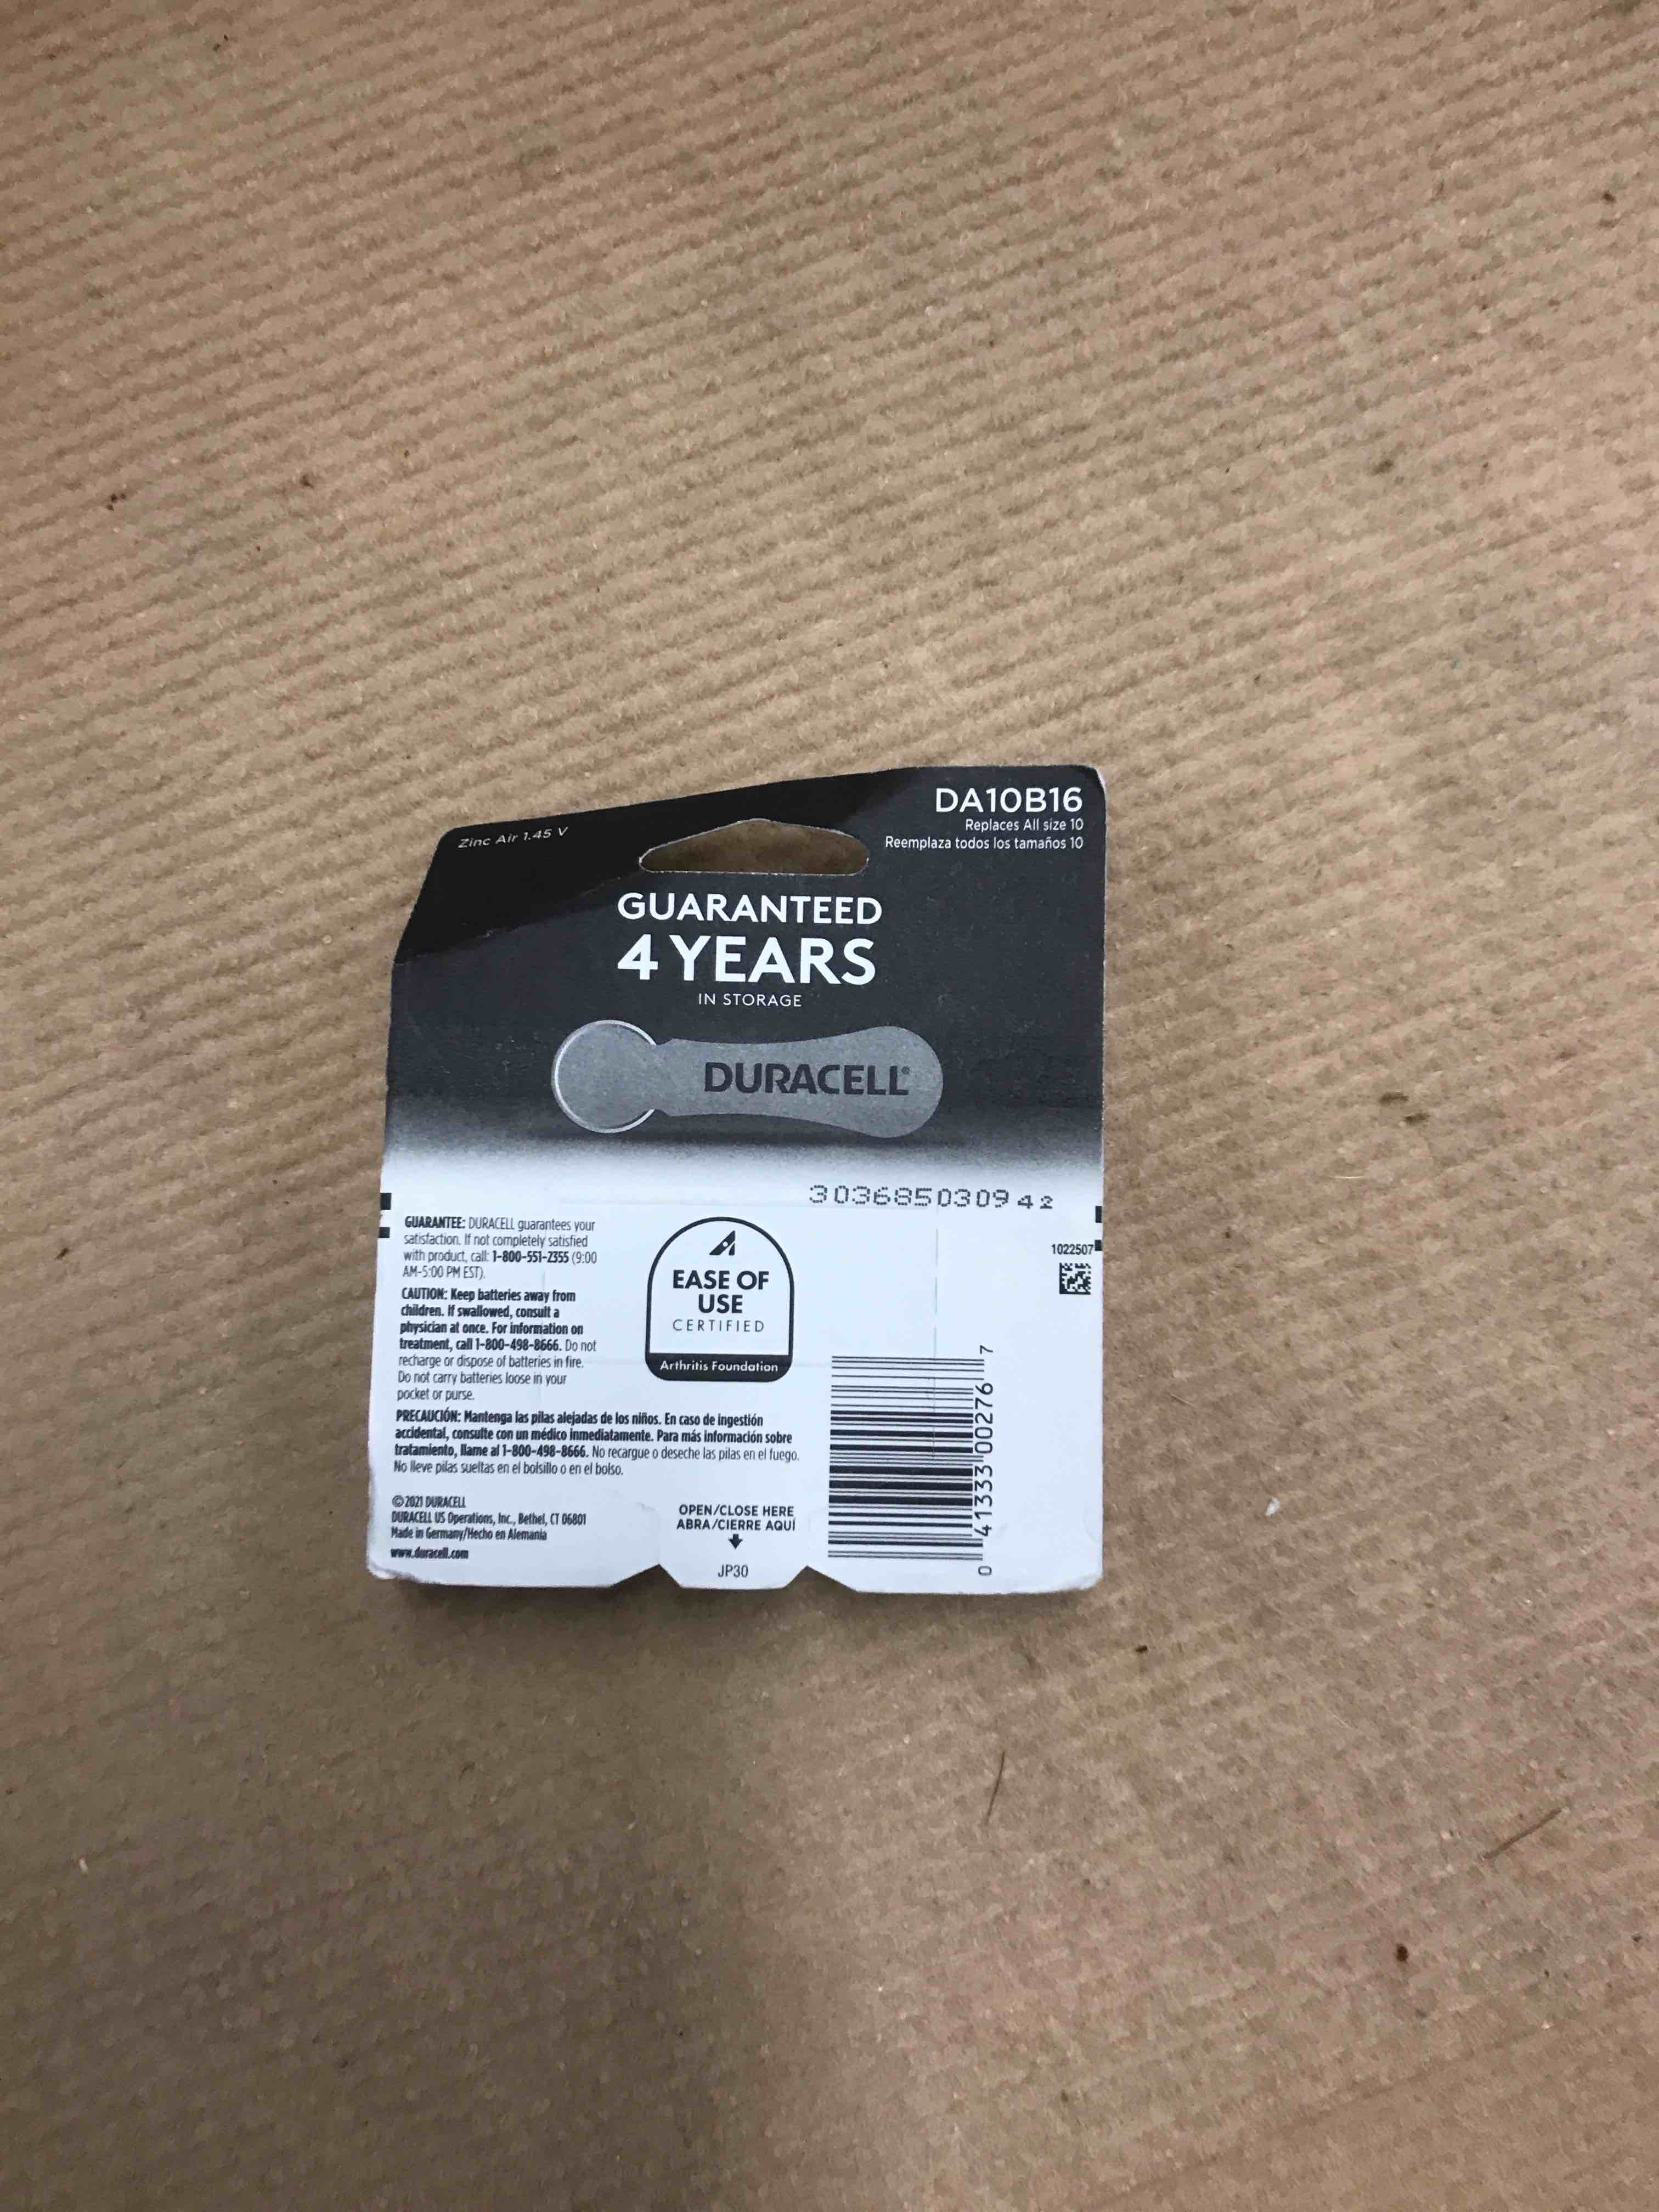 Zinc Air 1.45 V
DA10B16
Replaces All size 10
Reemplaza todos los tamaños 10
GUARANTEED
4 YEARS
IN STORAGE
DURACELL®
303685030942
GUARANTEE: DURACELL guarantees your
satisfaction. If not completely satisfied
with product, call: 1-800-551-2355 (9:00
AM-5:00 PM EST).
CAUTION: Keep batteries away from
children. If swallowed, consult a
physician at once. For information on
treatment, call 1-800-498-8666. Do not
recharge or dispose of batteries in fire.
Do not carry batteries loose in your
pocket or purse.
EASE OF
USE
CERTIFIED
Arthritis Foundation
1022507
PRECAUCIÓN: Mantenga las pilas alejadas de los niños. En caso de ingestión
accidental, consulte con un médico inmediatamente. Para más información sobre
tratamiento, llame al 1-800-498-8666. No recargue o deseche las pilas en el fuego.
No lleve pilas sueltas en el bolsillo o en el bolso.
© 2021 DURACELL
DURACELL US Operations, Inc., Bethel, CT 06801
Made in Germany/Hecho en Alemania
www.duracell.com
OPEN/CLOSE HERE
ABRA/CIERRE AQUÍ
JP30
0 41333 00276 7